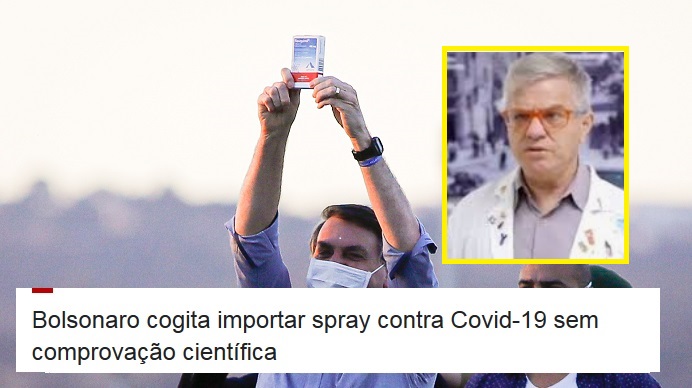 Bolsonaro cogita importar spray contra Covid-19 sem
comprovação científica